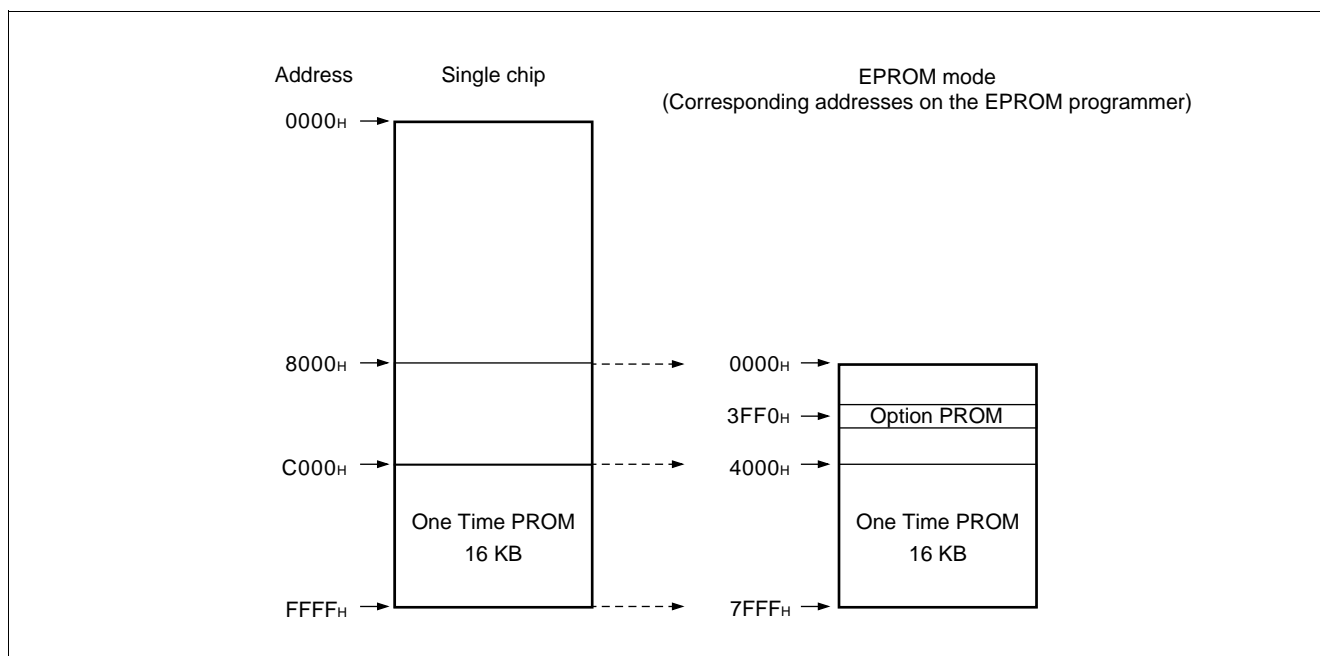 Address
Single chip
EPROM mode
(Corresponding addresses on the EPROM programmer)
0000H
8000H
0000H
3FF0H
Option PROM
C000H
4000H
One Time PROM
16 KB
One Time PROM
16 KB
FFFFH
7FFFH